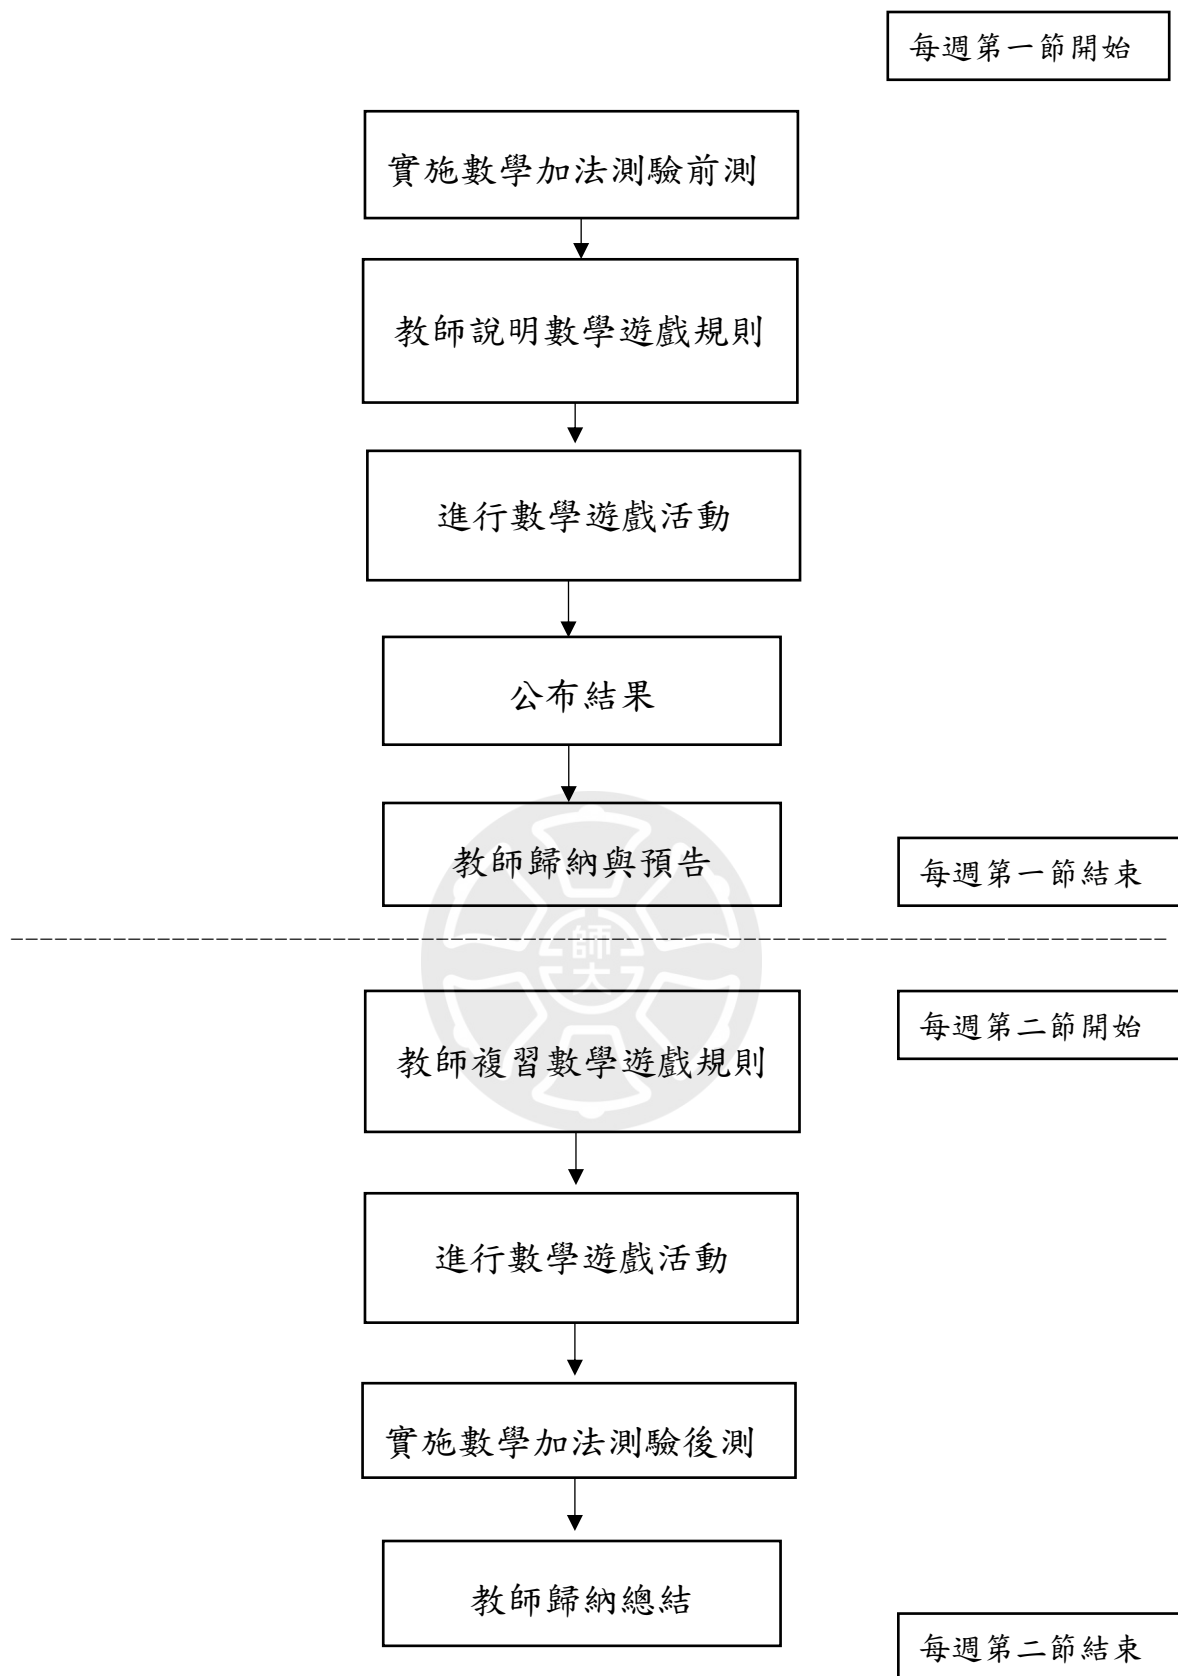 每週第一節開始
實施數學加法測驗前測
教師說明數學遊戲規則
進行數學遊戲活動
公布結果
教師歸納與預告
每週第一節結束
師大
每週第二節開始
教師複習數學遊戲規則
進行數學遊戲活動
實施數學加法測驗後測
教師歸納總結
每週第二節結束